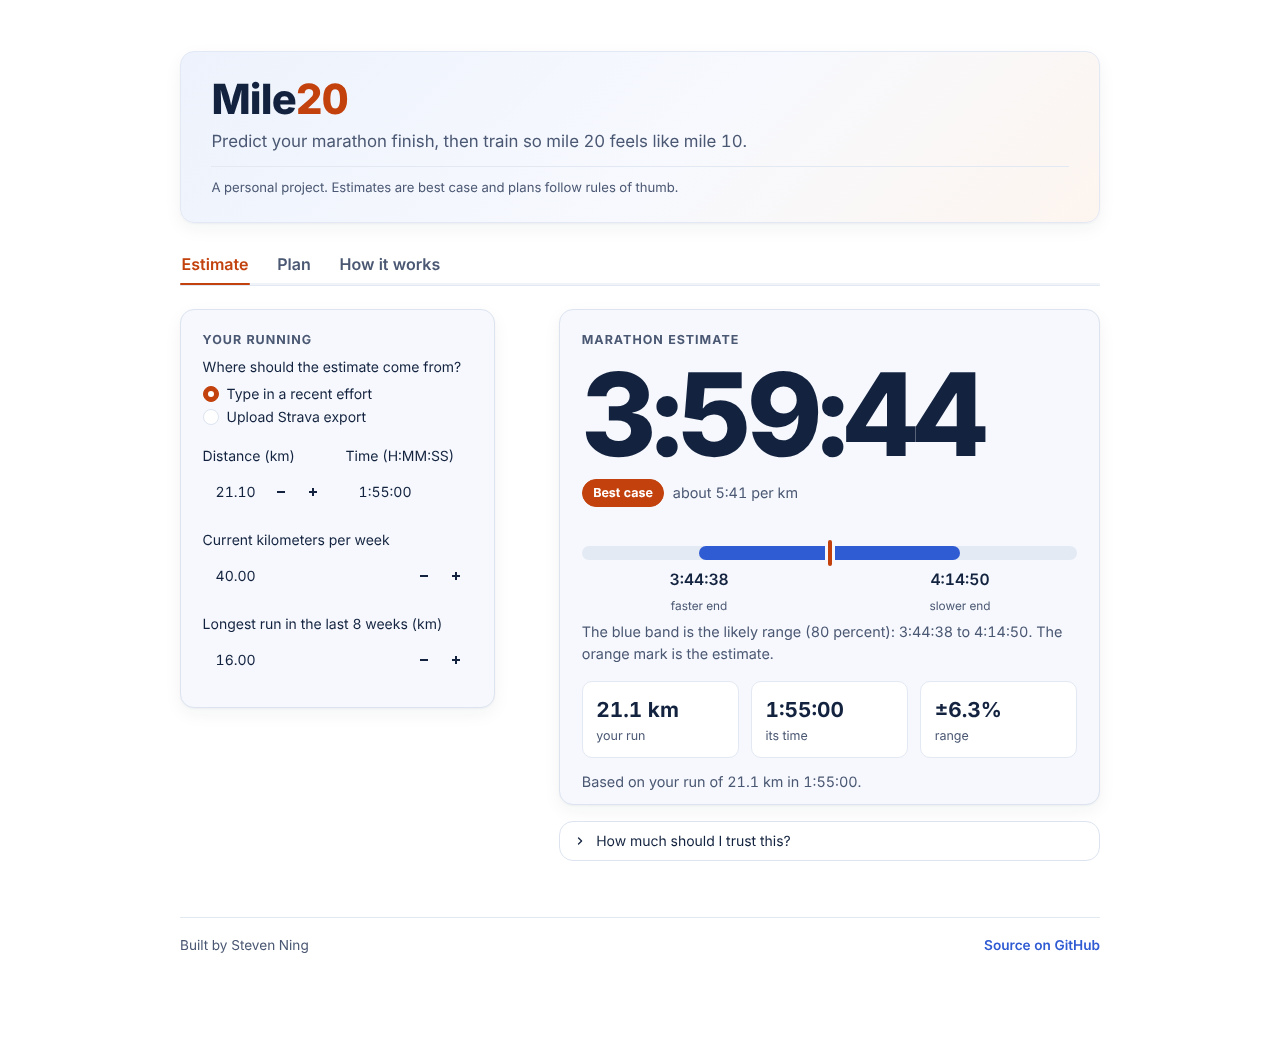 Mile20
Predict your marathon finish, then train so mile 20 feels like mile 10.
A personal project. Estimates are best case and plans follow rules of thumb.
Estimate Plan How it works
YOUR RUNNING
Where should the estimate come from?
Type in a recent effort
Upload Strava export
Distance (km) Time (H:MM:SS)
21.10 − + 1:55:00
Current kilometers per week
40.00 − +
Longest run in the last 8 weeks (km)
16.00 − +
MARATHON ESTIMATE
3:59:44
Best case about 5:41 per km
3:44:38 4:14:50
faster end slower end
The blue band is the likely range (80 percent): 3:44:38 to 4:14:50. The
orange mark is the estimate.
21.1 km 1:55:00 ±6.3%
your run its time range
Based on your run of 21.1 km in 1:55:00.
How much should I trust this?
Built by Steven Ning Source on GitHub